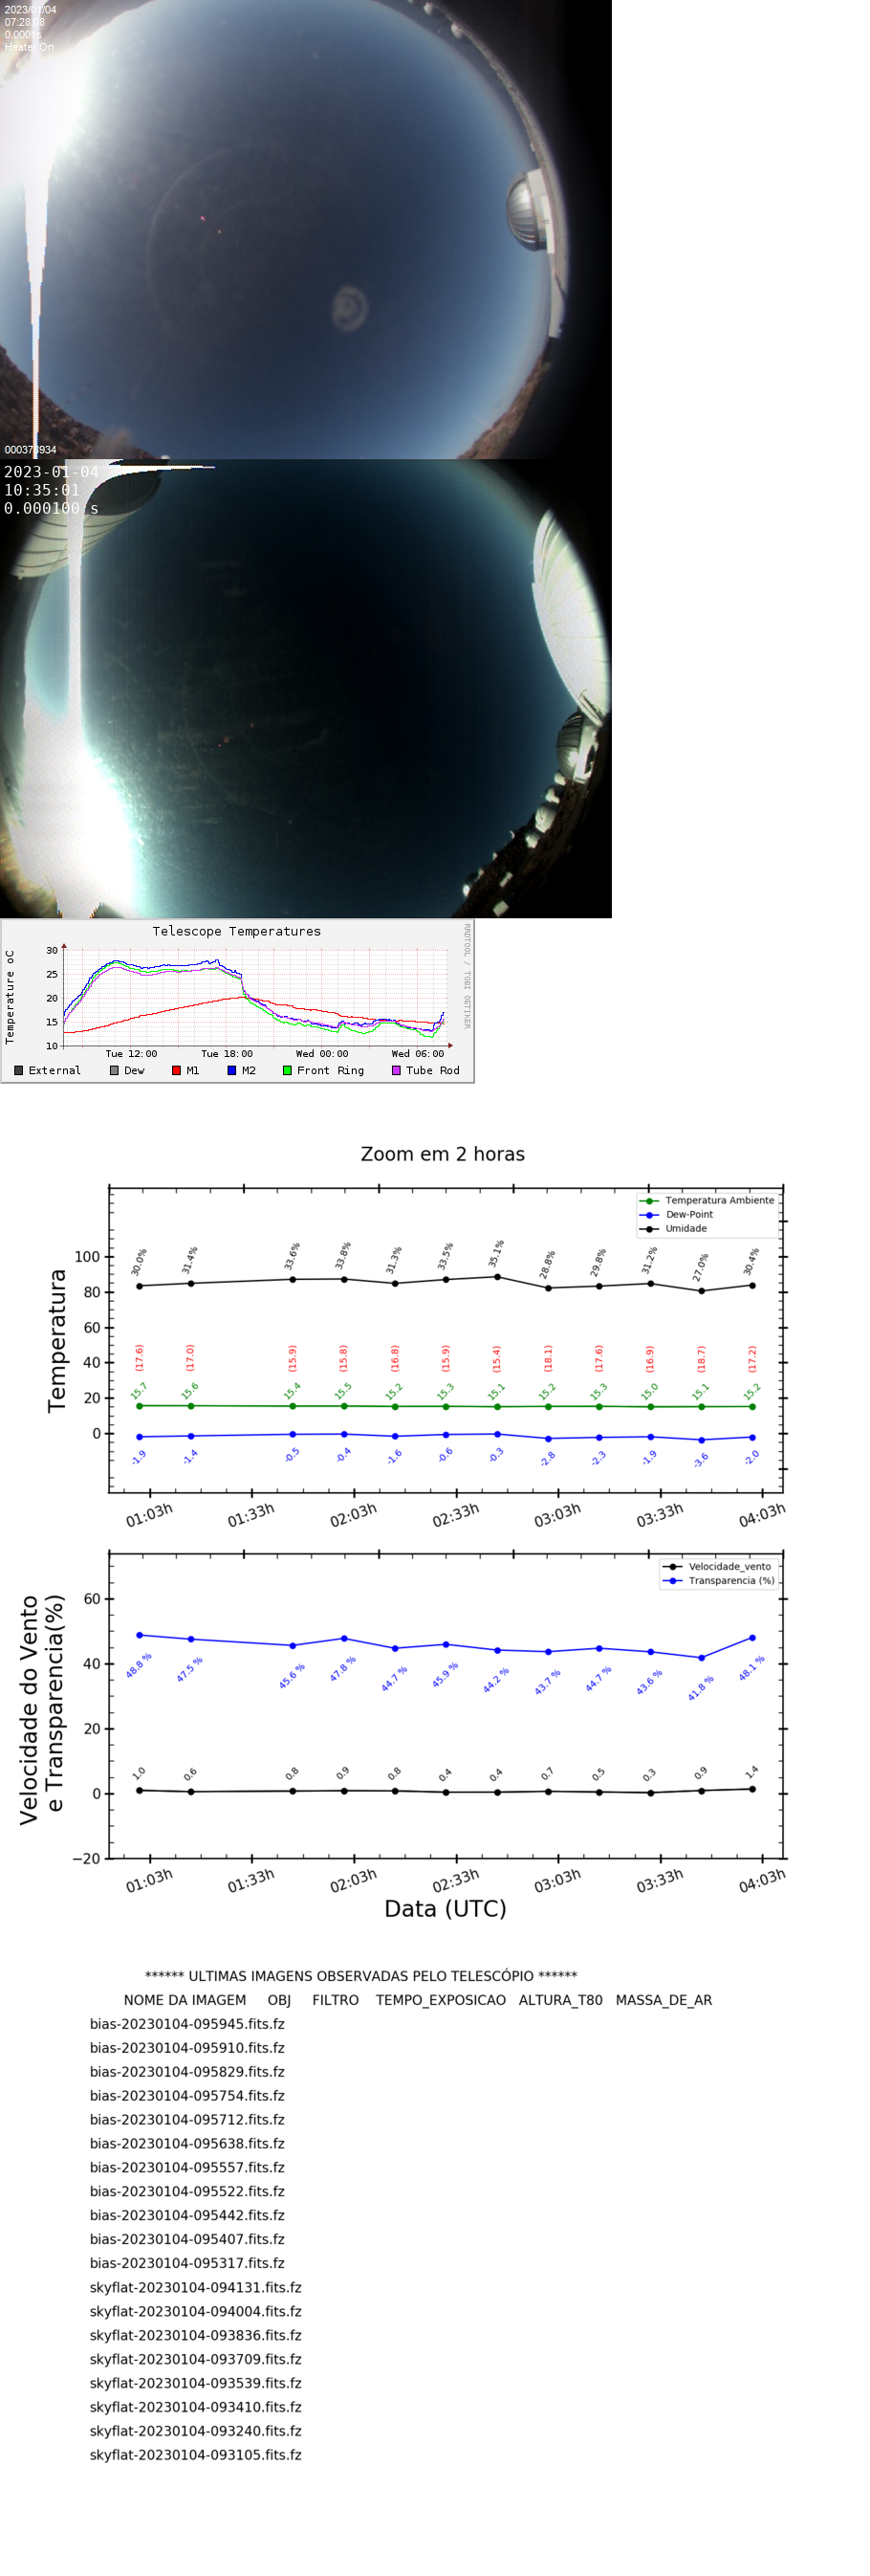 2023/01/04
07:28:08
0.0001s
Heater On
000373934
2023-01-04
10:35:01
0.000100 s
Telescope Temperatures
RRDTOOL / TOBI OETIKER
Temperature oC
30
25
20
15
10
Tue 12:00 Tue 18:00 Wed 00:00 Wed 06:00
External Dew M1 M2 Front Ring Tube Rod
Zoom em 2 horas
Temperatura Ambiente
Dew-Point
Umidade
Temperatura
100
80
60
40
20
0
30.0% 31.4% 33.6% 33.8% 31.3% 33.5% 35.1% 28.8% 29.8% 31.2% 27.0% 30.4%
(17.6) (17.0) (15.9) (15.8) (16.8) (15.9) (15.4) (18.1) (17.6) (16.9) (18.7) (17.2)
15.7 15.6 15.4 15.5 15.2 15.3 15.1 15.2 15.3 15.0 15.1 15.2
-1.9 -1.4 -0.5 -0.4 -1.6 -0.6 -0.3 -2.8 -2.3 -1.9 -3.6 -2.0
01:03h 01:33h 02:03h 02:33h 03:03h 03:33h 04:03h
Velocidade_vento
Transparencia (%)
Velocidade do Vento
e Transparencia(%)
60
40
20
0
−20
48.8 % 47.5 % 45.6 % 47.8 % 44.7 % 45.9 % 44.2 % 43.7 % 44.7 % 43.6 % 41.8 % 48.1 %
1.0 0.6 0.8 0.9 0.8 0.4 0.4 0.7 0.5 0.3 0.9 1.4
01:03h 01:33h 02:03h 02:33h 03:03h 03:33h 04:03h
Data (UTC)
****** ULTIMAS IMAGENS OBSERVADAS PELO TELESCÓPIO ******
NOME DA IMAGEM OBJ FILTRO TEMPO_EXPOSICAO ALTURA_T80 MASSA_DE_AR
bias-20230104-095945.fits.fz
bias-20230104-095910.fits.fz
bias-20230104-095829.fits.fz
bias-20230104-095754.fits.fz
bias-20230104-095712.fits.fz
bias-20230104-095638.fits.fz
bias-20230104-095557.fits.fz
bias-20230104-095522.fits.fz
bias-20230104-095442.fits.fz
bias-20230104-095407.fits.fz
bias-20230104-095317.fits.fz
skyflat-20230104-094131.fits.fz
skyflat-20230104-094004.fits.fz
skyflat-20230104-093836.fits.fz
skyflat-20230104-093709.fits.fz
skyflat-20230104-093539.fits.fz
skyflat-20230104-093410.fits.fz
skyflat-20230104-093240.fits.fz
skyflat-20230104-093105.fits.fz